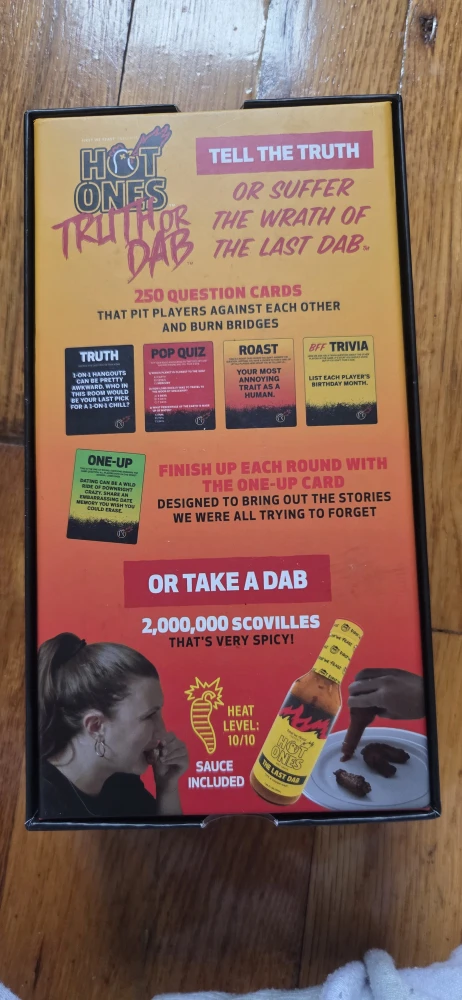 HOT
ONES
TRUTH OR
DAB
TELL THE TRUTH
OR SUFFER
THE WRATH OF
THE LAST DAB
250 QUESTION CARDS
THAT PIT PLAYERS AGAINST EACH OTHER
AND BURN BRIDGES
TRUTH
1-ON-1 HANGOUTS
CAN BE PRETTY
AWKWARD. WHO IN
THIS ROOM WOULD
BE YOUR LAST PICK
FOR A 1-ON-1 CHILL?
POP QUIZ
ROAST
YOUR MOST
ANNOYING
TRAIT AS A
HUMAN.
BFF TRIVIA
LIST EACH PLAYER'S
BIRTHDAY MONTH.
ONE-UP
DATING CAN BE A WILD
RIDE OF DOWNRIGHT
CRAZY. SHARE AN
EMBARRASSING DATE
MEMORY YOU WISH YOU
COULD ERASE.
FINISH UP EACH ROUND WITH
THE ONE-UP CARD
DESIGNED TO BRING OUT THE STORIES
WE WERE ALL TRYING TO FORGET
OR TAKE A DAB
2,000,000 SCOVILLES
THAT'S VERY SPICY!
HEAT
LEVEL:
10/10
SAUCE
INCLUDED
HOT
ONES
THE LAST DAB